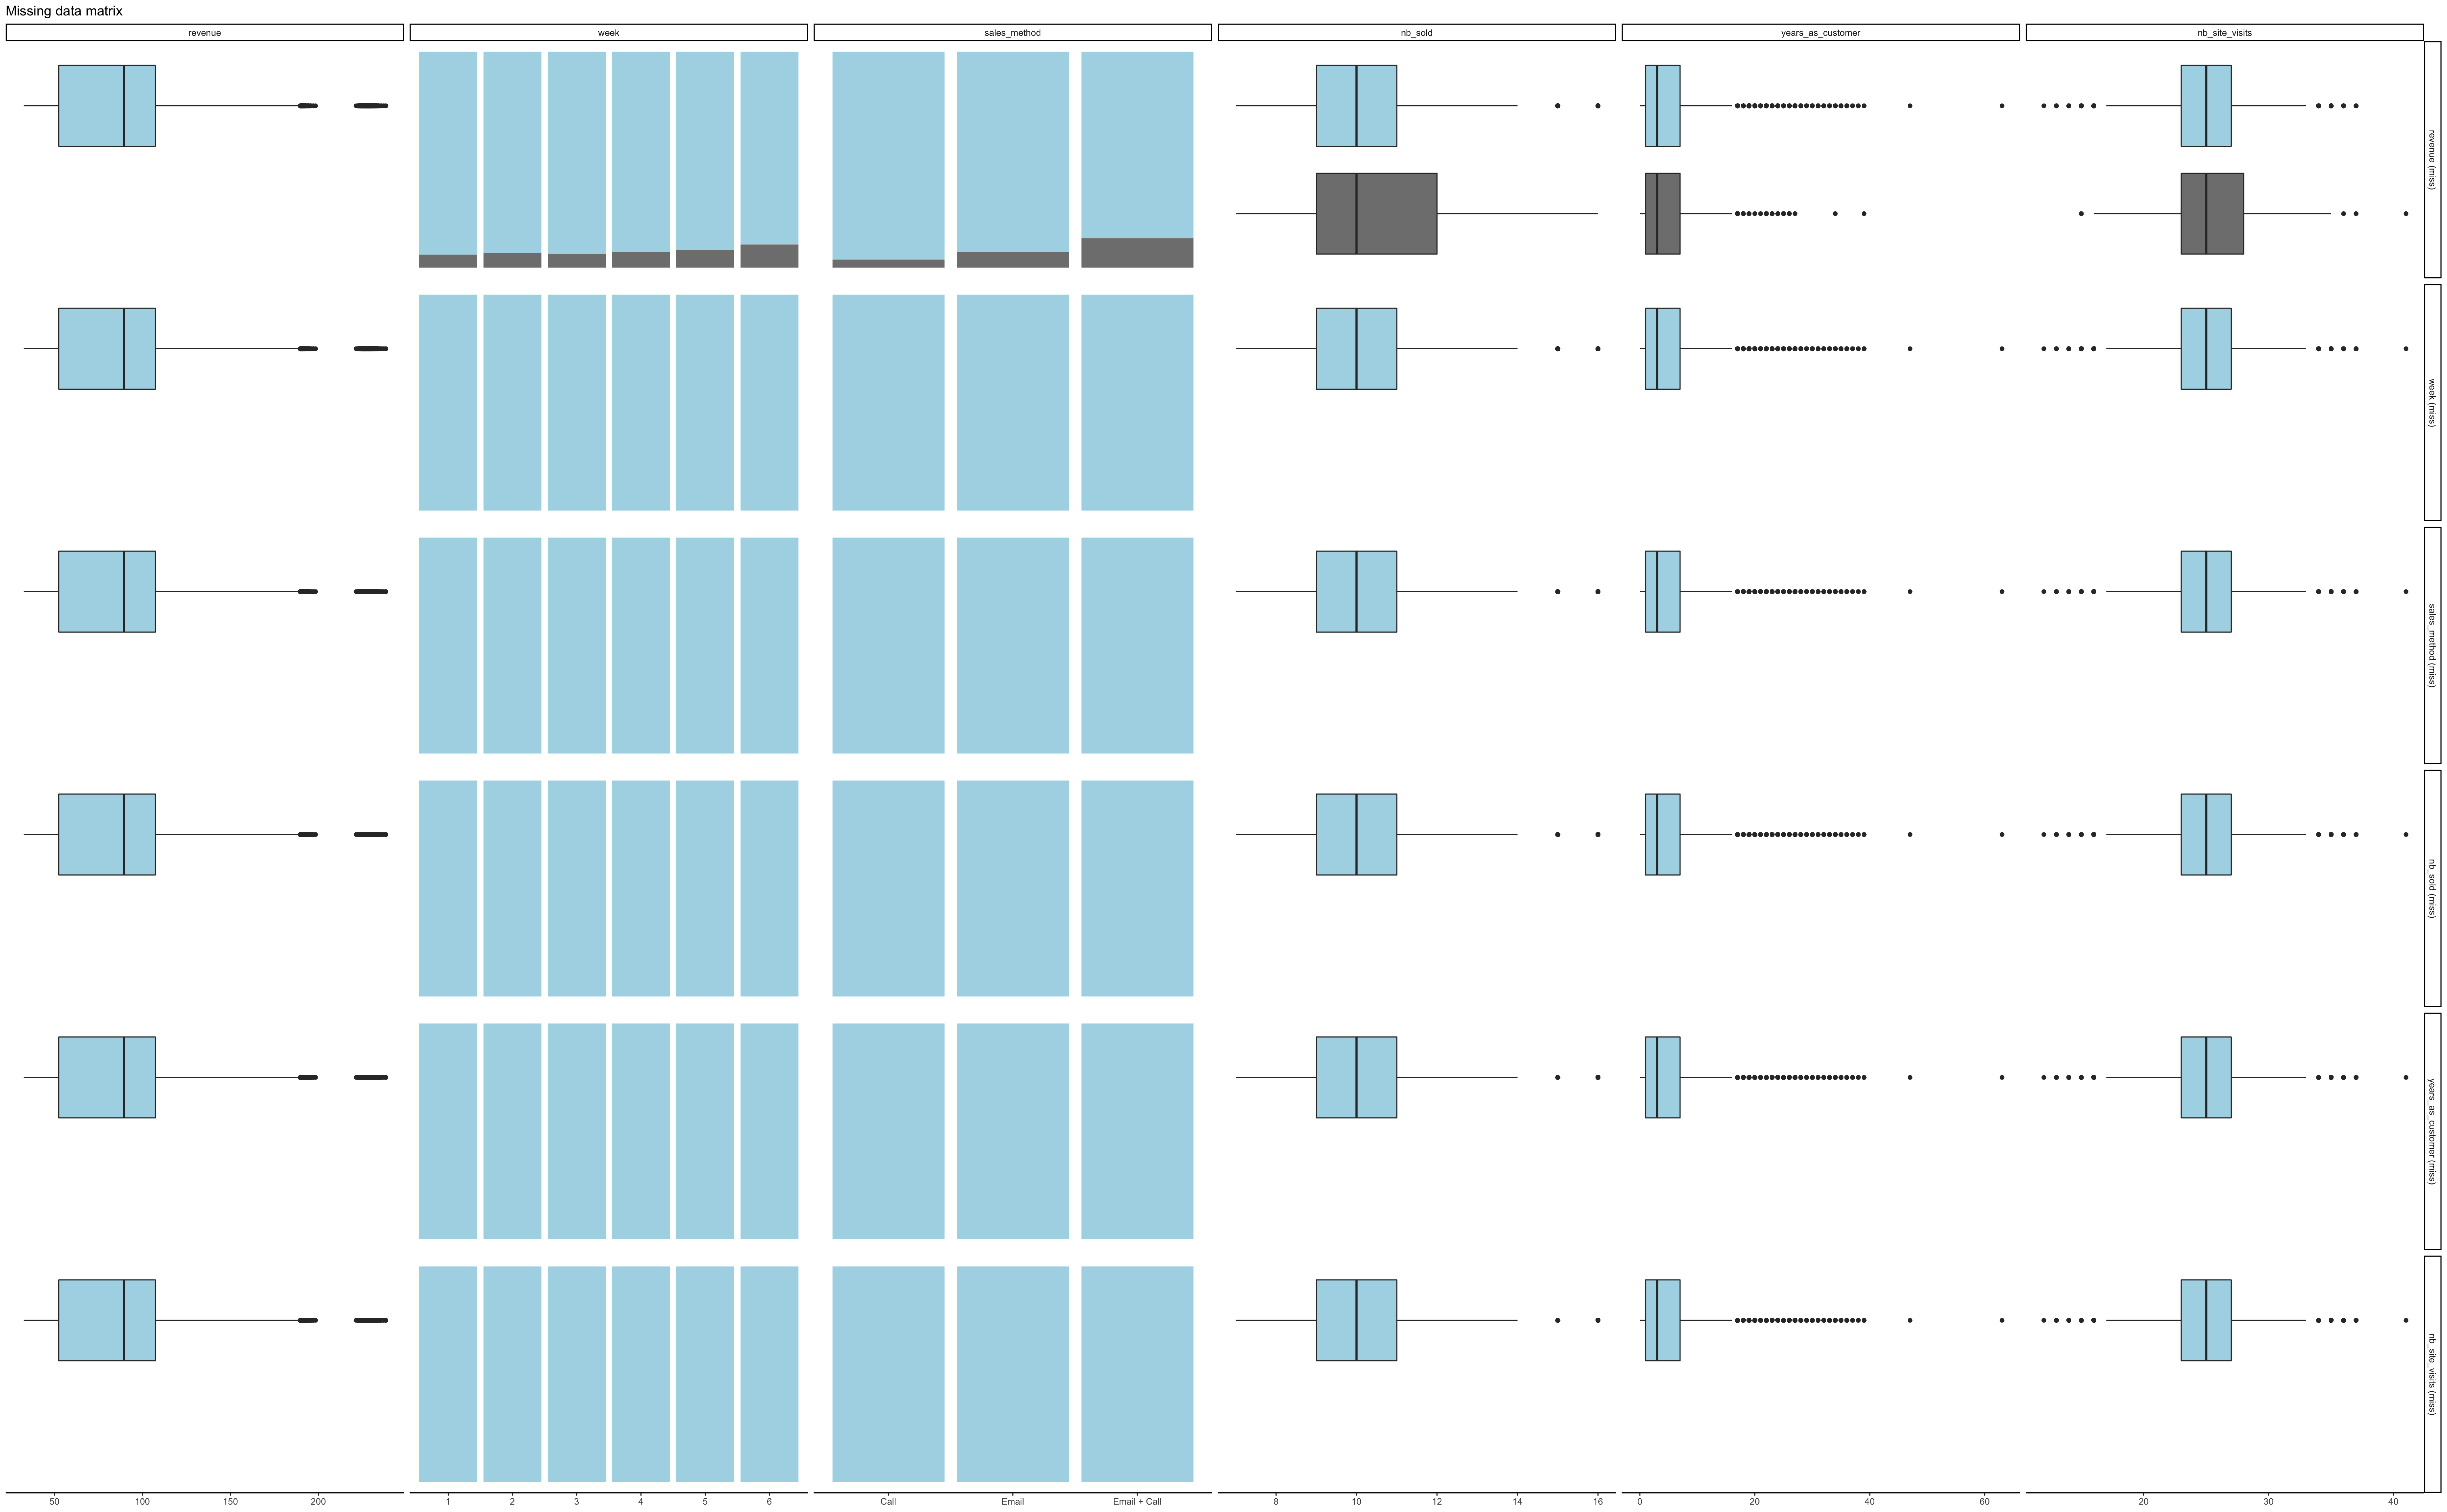 Missing data matrix
revenue
week
sales_method
nb_sold
years_as_customer
nb_site_visits
revenue (miss)
week (miss)
sales_method (miss)
nb_sold (miss)
years_as_customer (miss)
nb_site_visits (miss)
50 100 150 200
1 2 3 4 5 6
Call Email Email + Call
8 10 12 14 16
0 20 40 60
20 30 40